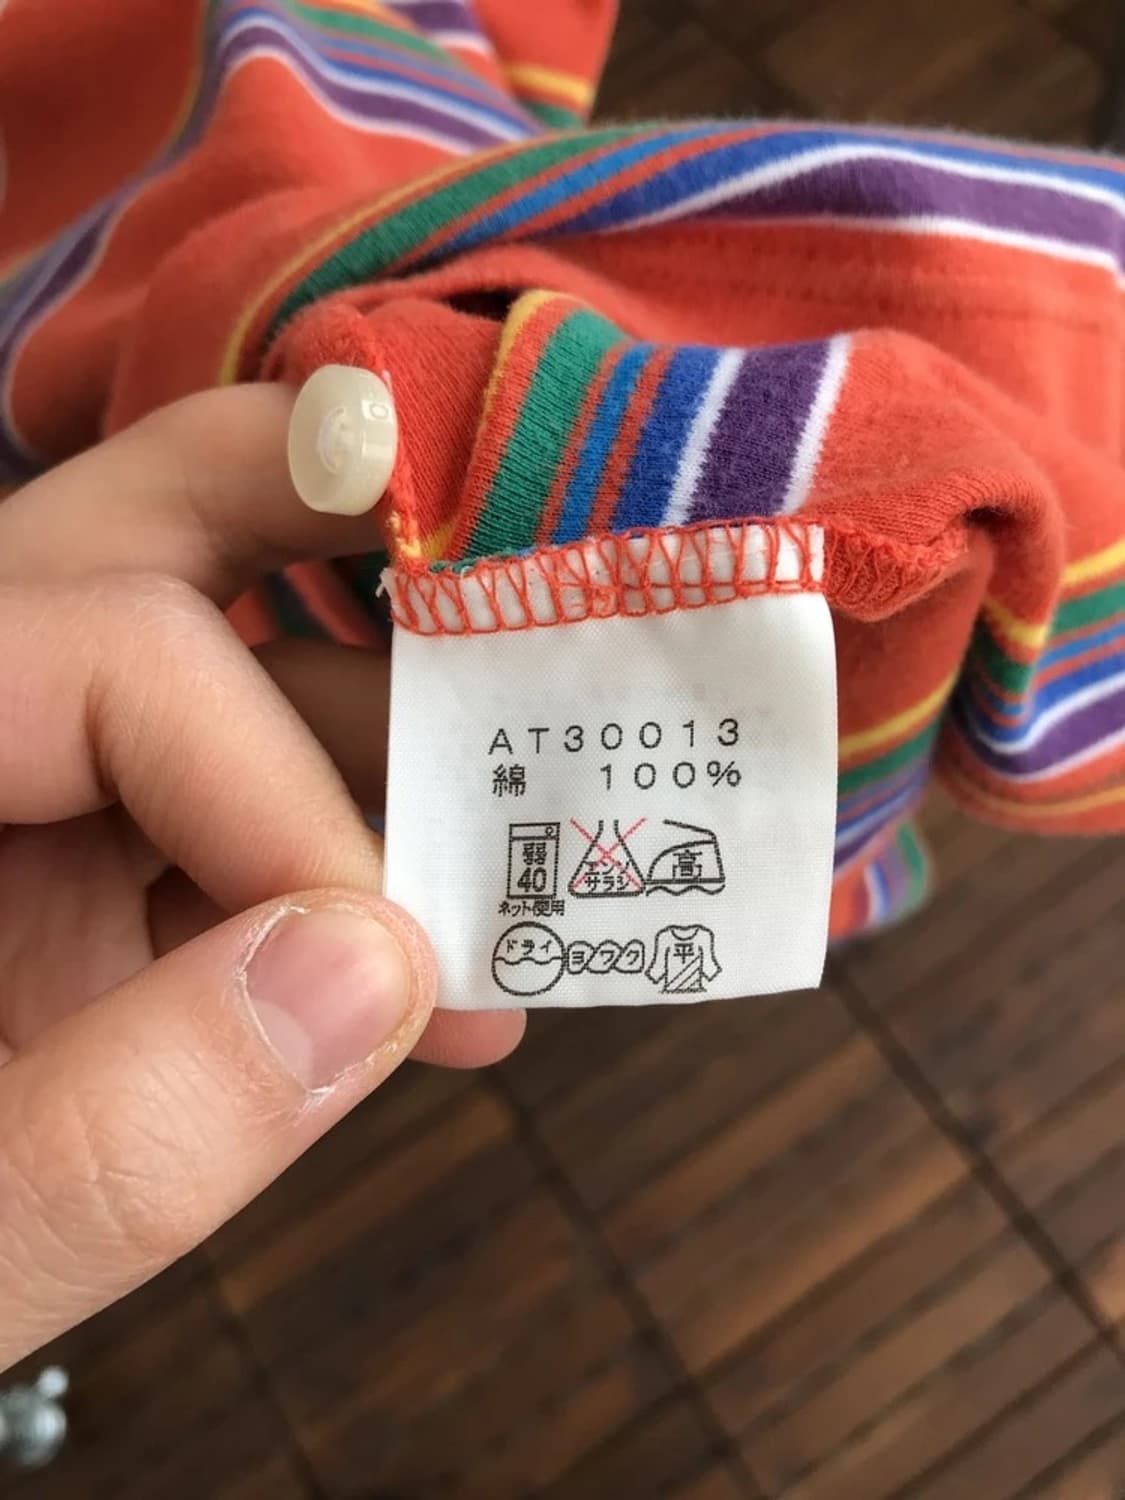 AT30013
綿 100%
弱
40
エンソ
サラシ
高
ネット使用
ドライ
ヨワク
平